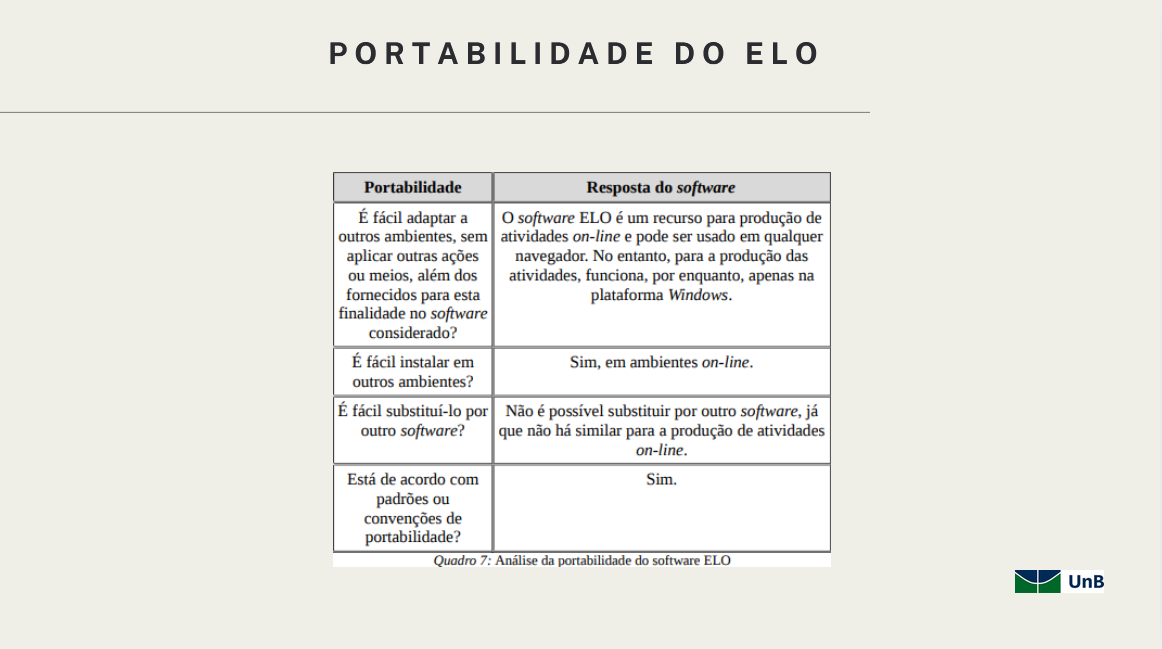 PORTABILIDADE DO ELO
Portabilidade
Resposta do software
É fácil adaptar a
outros ambientes, sem
aplicar outras ações
ou meios, além dos
fornecidos para esta
finalidade no software
considerado?
O software ELO é um recurso para produção de
atividades on-line e pode ser usado em qualquer
navegador. No entanto, para a produção das
atividades, funciona, por enquanto, apenas na
plataforma Windows.
É fácil instalar em
outros ambientes?
Sim, em ambientes on-line.
É fácil substituí-lo por
outro software?
Não é possível substituir por outro software, já
que não há similar para a produção de atividades
on-line.
Está de acordo com
padrões ou
convenções de
portabilidade?
Sim.
Quadro 7: Análise da portabilidade do software ELO
UnB